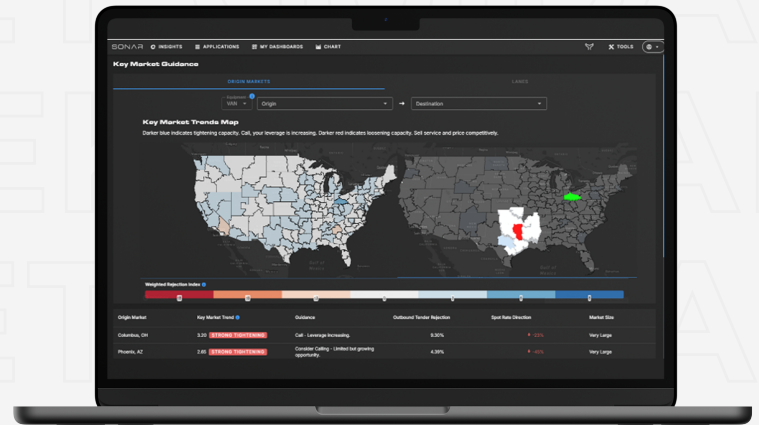 SONAR
INSIGHTS
APPLICATIONS
MY DASHBOARDS
CHART
TOOLS
Key Market Guidance
ORIGIN MARKETS
LANES
Equipment
VAN
Origin
Destination
Key Market Trends Map
Darker blue indicates tightening capacity. Call, your leverage is increasing. Darker red indicates loosening capacity. Sell service and price competitively.
Gulf of
Mexico
Weighted Rejection Index
Origin Market
Key Market Trend
Guidance
Outbound Tender Rejection
Spot Rate Direction
Market Size
Columbus, OH
3.20
STRONG TIGHTENING
Call - Leverage Increasing.
Very Large
Phoenix, AZ
2.85
STRONG TIGHTENING
Consider Calling - Limited but growing
opportunity.
4.39%
Very Large